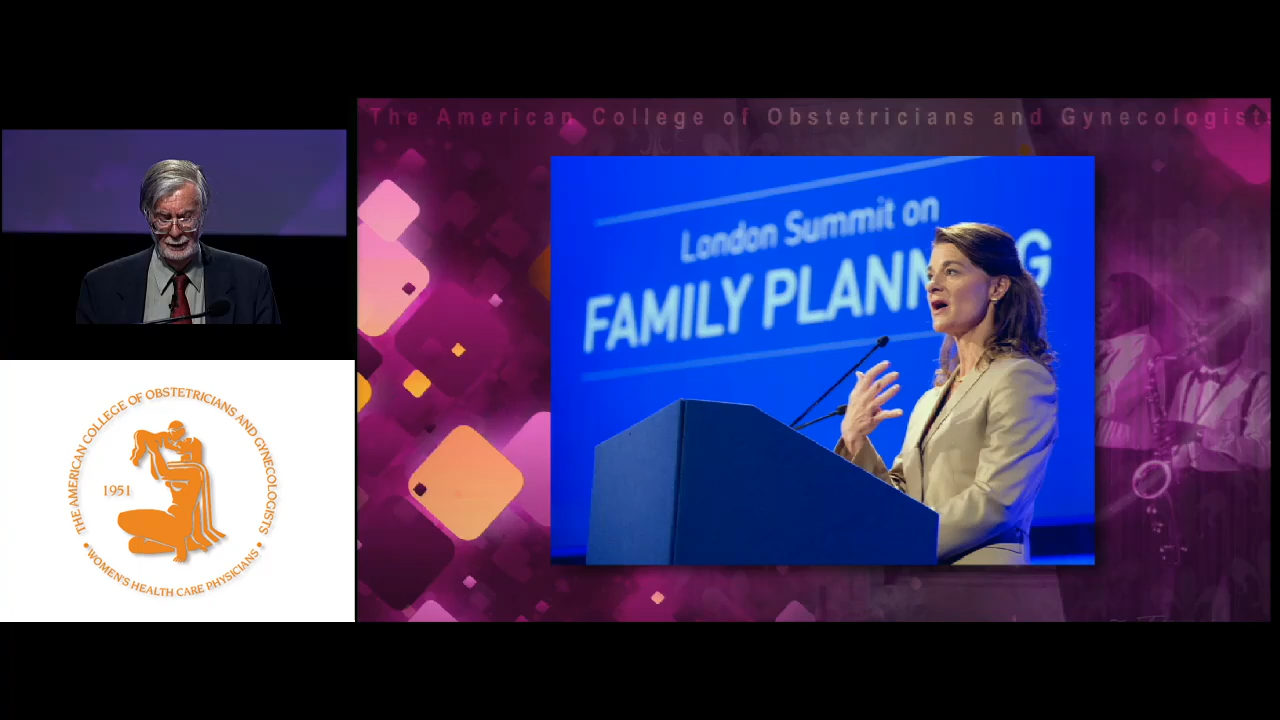 The American College of Obstetricians and Gynecologists
London Summit on
FAMILY PLANN G
THE AMERICAN COLLEGE OF OBSTETRICIANS AND GYNECOLOGISTS
1951
WOMEN'S HEALTH CARE PHYSICIANS